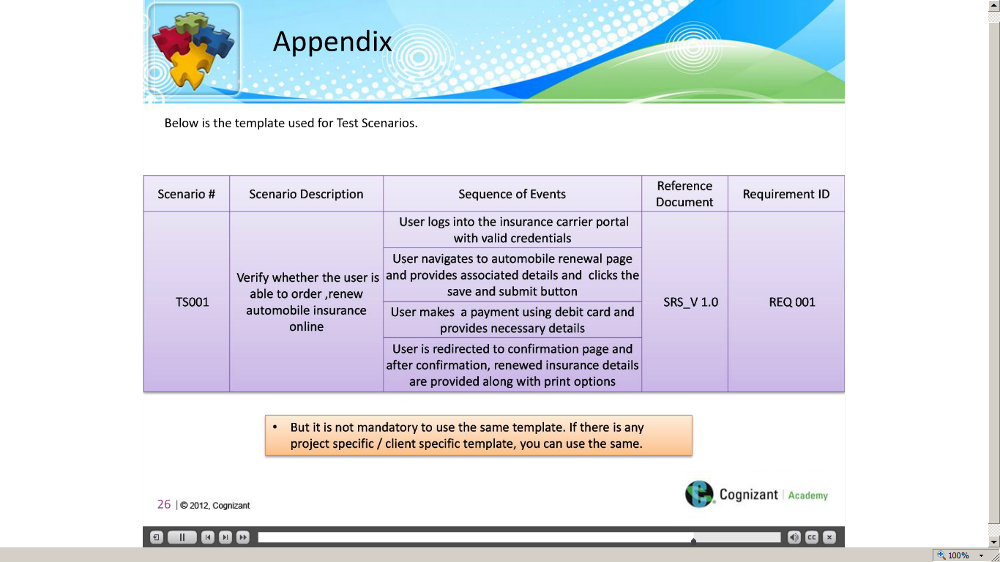 Appendix
Below is the template used for Test Scenarios.
Scenario #
Scenario Description
Sequence of Events
Reference
Document
Requirement ID
TS001
Verify whether the user is
able to order ,renew
automobile insurance
online
User logs into the insurance carrier portal
with valid credentials
User navigates to automobile renewal page
and provides associated details and  clicks the
save and submit button
User makes  a payment using debit card and
provides necessary details
User is redirected to confirmation page and
after confirmation, renewed insurance details
are provided along with print options
SRS_V 1.0
REQ 001
• But it is not mandatory to use the same template. If there is any
project specific / client specific template, you can use the same.
26 | © 2012, Cognizant
Cognizant | Academy
CC
100%